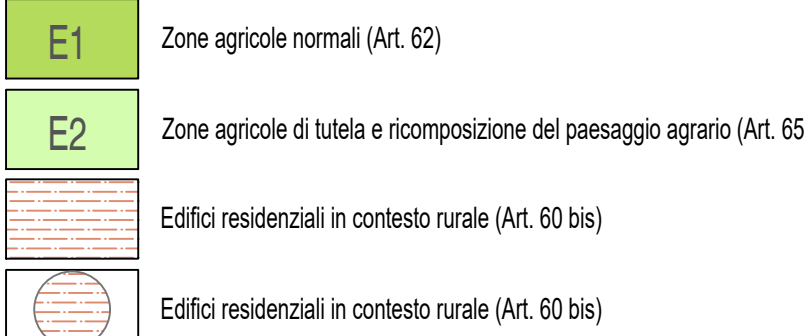 E1 Zone agricole normali (Art. 62)
E2 Zone agricole di tutela e ricomposizione del paesaggio agrario (Art. 65
Edifici residenziali in contesto rurale (Art. 60 bis)
Edifici residenziali in contesto rurale (Art. 60 bis)